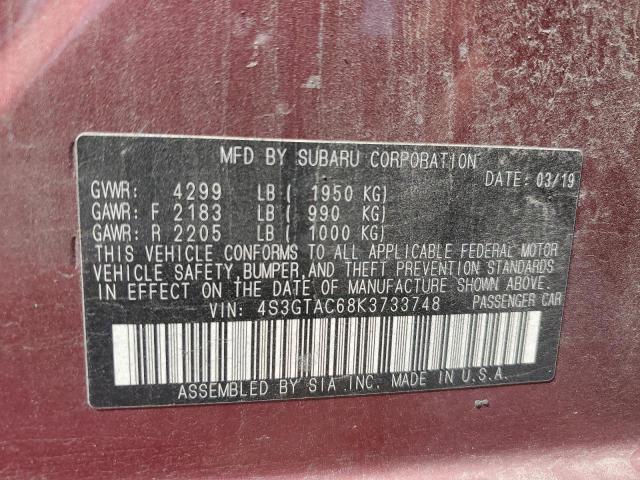 MFD BY SUBARU CORPORATION
DATE: 03/19
GVWR: 4299 LB ( 1950 KG)
GAWR: F 2183 LB ( 990 KG)
GAWR: R 2205 LB ( 1000 KG)
THIS VEHICLE CONFORMS TO ALL APPLICABLE FEDERAL MOTOR
VEHICLE SAFETY, BUMPER, AND THEFT PREVENTION STANDARDS
IN EFFECT ON THE DATE OF MANUFACTURE SHOWN ABOVE.
VIN: 4S3GTAC68K3733748 PASSENGER CAR
ASSEMBLED BY SIA INC. MADE IN U.S.A.